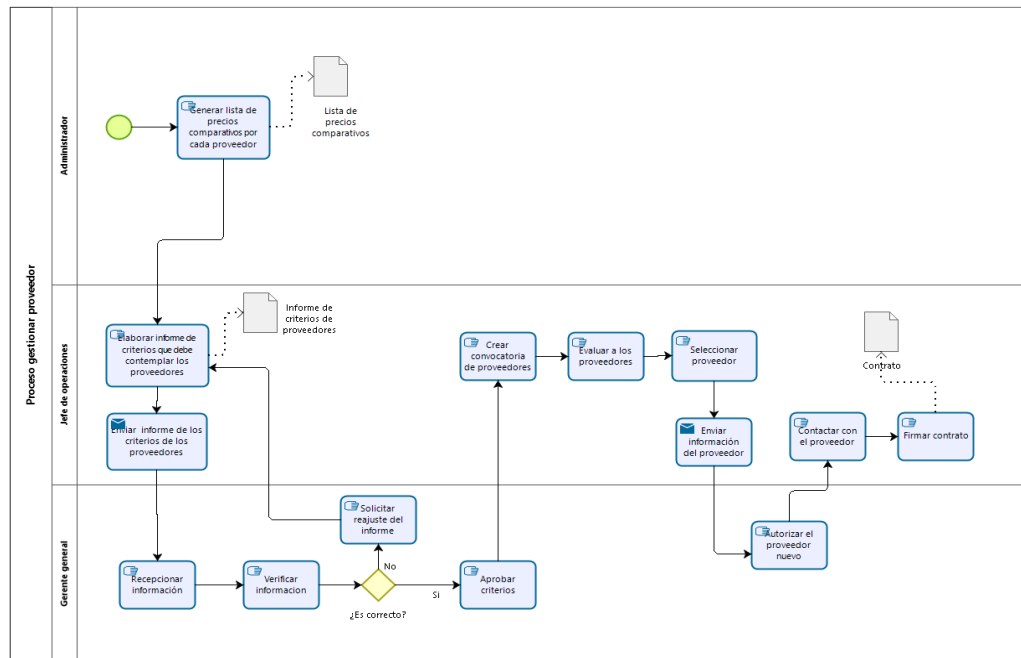 Proceso gestionar proveedor
Administrador
Generar lista de
precios
comparativos por
cada proveedor
Lista de
precios
comparativos
Jefe de operaciones
Elaborar informe de
criterios que debe
contemplar los
proveedores
Informe de
criterios de
proveedores
Enviar informe de los
criterios de los
proveedores
Crear
convocatoria
de proveedores
Evaluar a los
proveedores
Seleccionar
proveedor
Enviar
información
del proveedor
Contactar con
el proveedor
Firmar contrato
Contrato
Gerente general
Recepcionar
información
Verificar
informacion
Solicitar
reajuste del
informe
No
¿Es correcto?
Si
Aprobar
criterios
Autorizar el
proveedor
nuevo